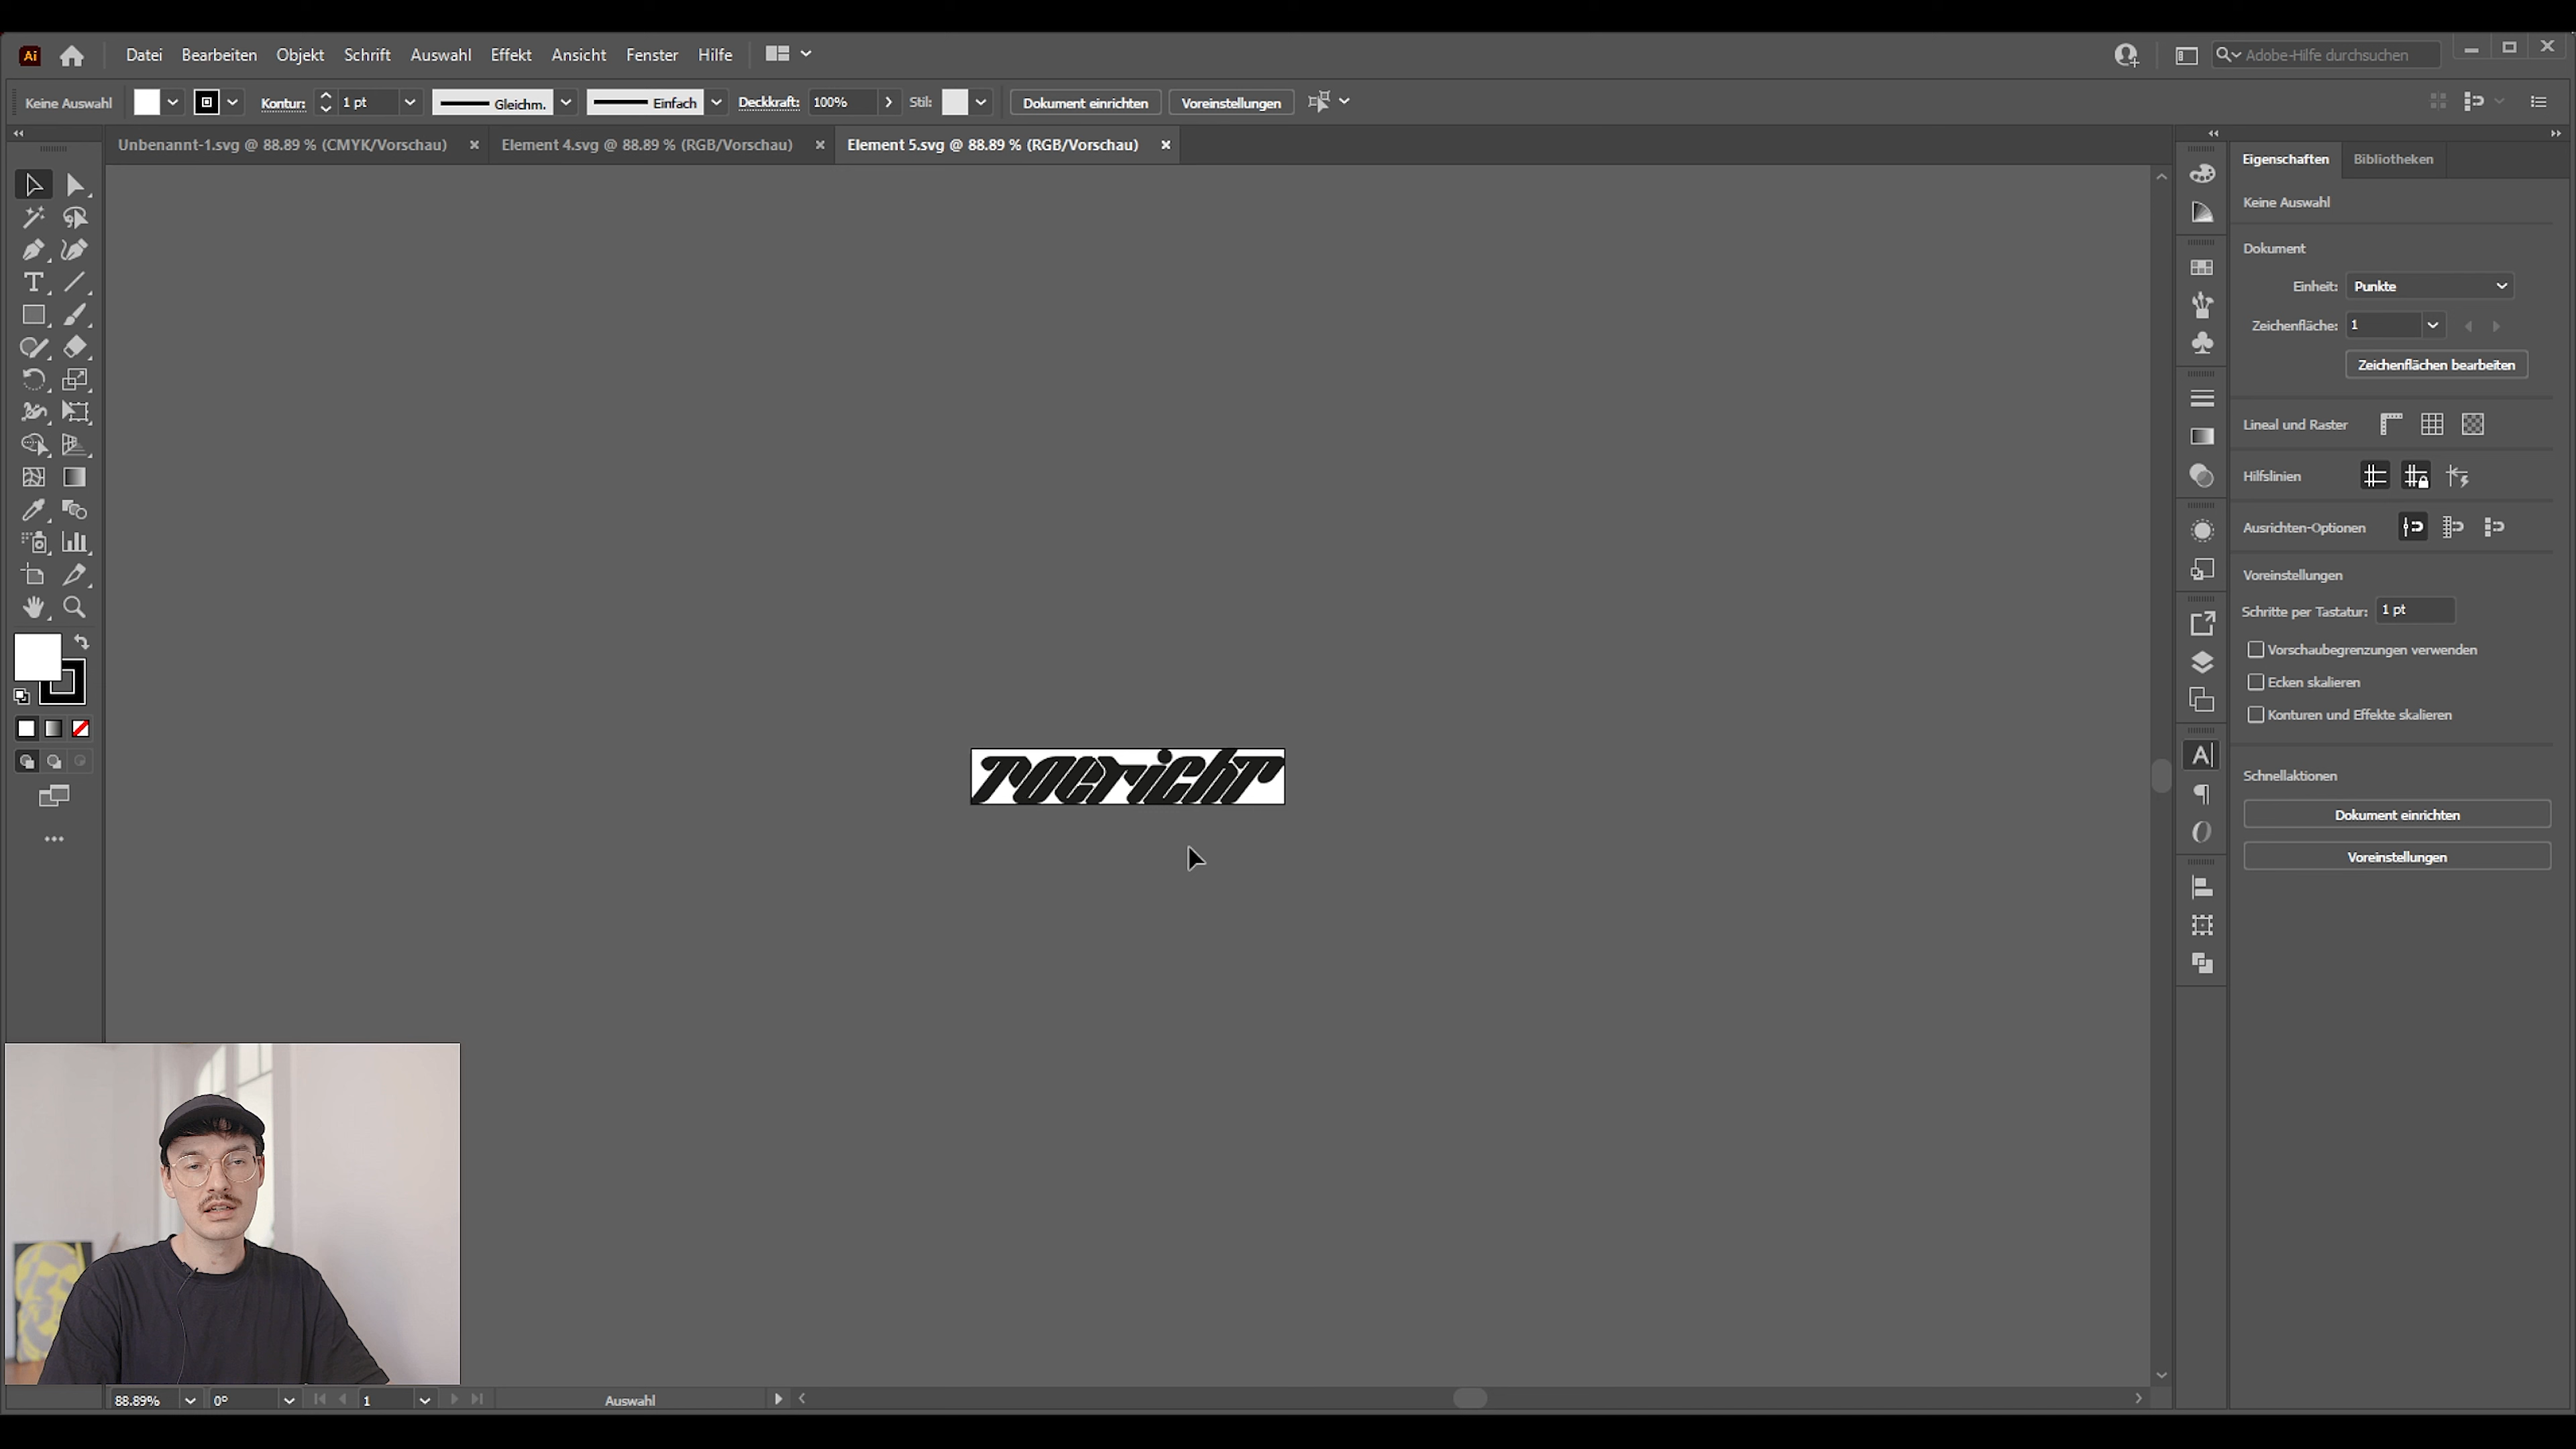 Ai Datei Bearbeiten Objekt Schrift Auswahl Effekt Ansicht Fenster Hilfe Adobe-Hilfe durchsuchen
Keine Auswahl Kontur: 1 pt Gleichm. Einfach Deckkraft: 100% Stil: Dokument einrichten Voreinstellungen
Unbenannt-1.svg @ 88.89 % (CMYK/Vorschau) Element 4.svg @ 88.89 % (RGB/Vorschau) Element 5.svg @ 88.89 % (RGB/Vorschau)
Eigenschaften Bibliotheken
Keine Auswahl
Dokument
Einheit: Punkte
Zeichenfläche: 1
Zeichenflächen bearbeiten
Lineal und Raster
Hilfslinien
Ausrichten-Optionen
Voreinstellungen
Schritte per Tastatur: 1 pt
Vorschaubegrenzungen verwenden
Ecken skalieren
Konturen und Effekte skalieren
Schnellaktionen
Dokument einrichten
Voreinstellungen
Toericht
88.89% 0° 1 Auswahl